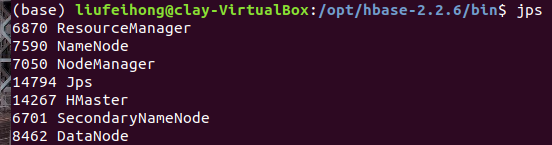 (base) liufeihong@clay-VirtualBox:/opt/hbase-2.2.6/bin$ jps
6870 ResourceManager
7590 NameNode
7050 NodeManager
14794 Jps
14267 HMaster
6701 SecondaryNameNode
8462 DataNode